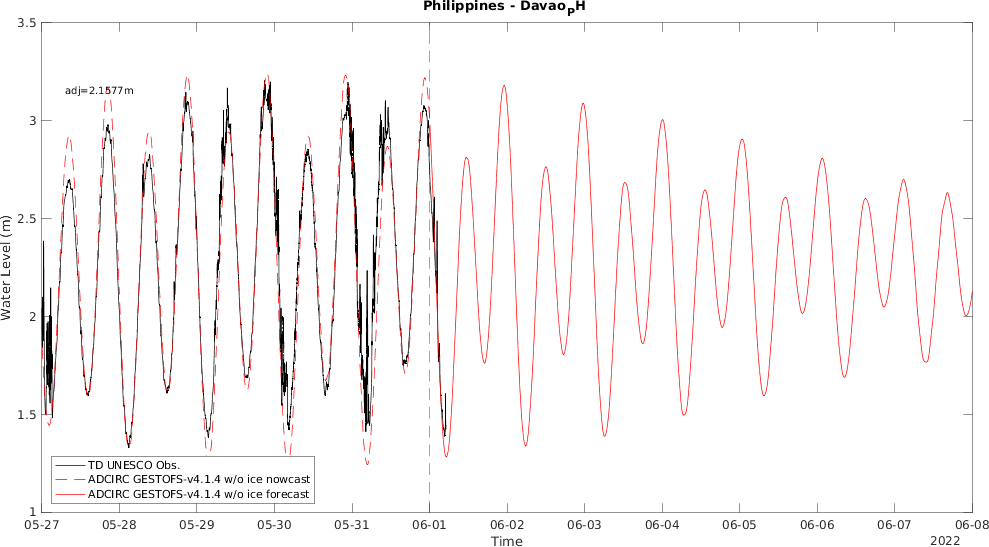 Philippines - Davao_pH
3.5
adj=2.1577m
3
2.5
Water Level (m)
2
1.5
TD UNESCO Obs.
ADCIRC GESTOFS-v4.1.4 w/o ice nowcast
ADCIRC GESTOFS-v4.1.4 w/o ice forecast
1
05-27 05-28 05-29 05-30 05-31 06-01 06-02 06-03 06-04 06-05 06-06 06-07 06-08
Time
2022